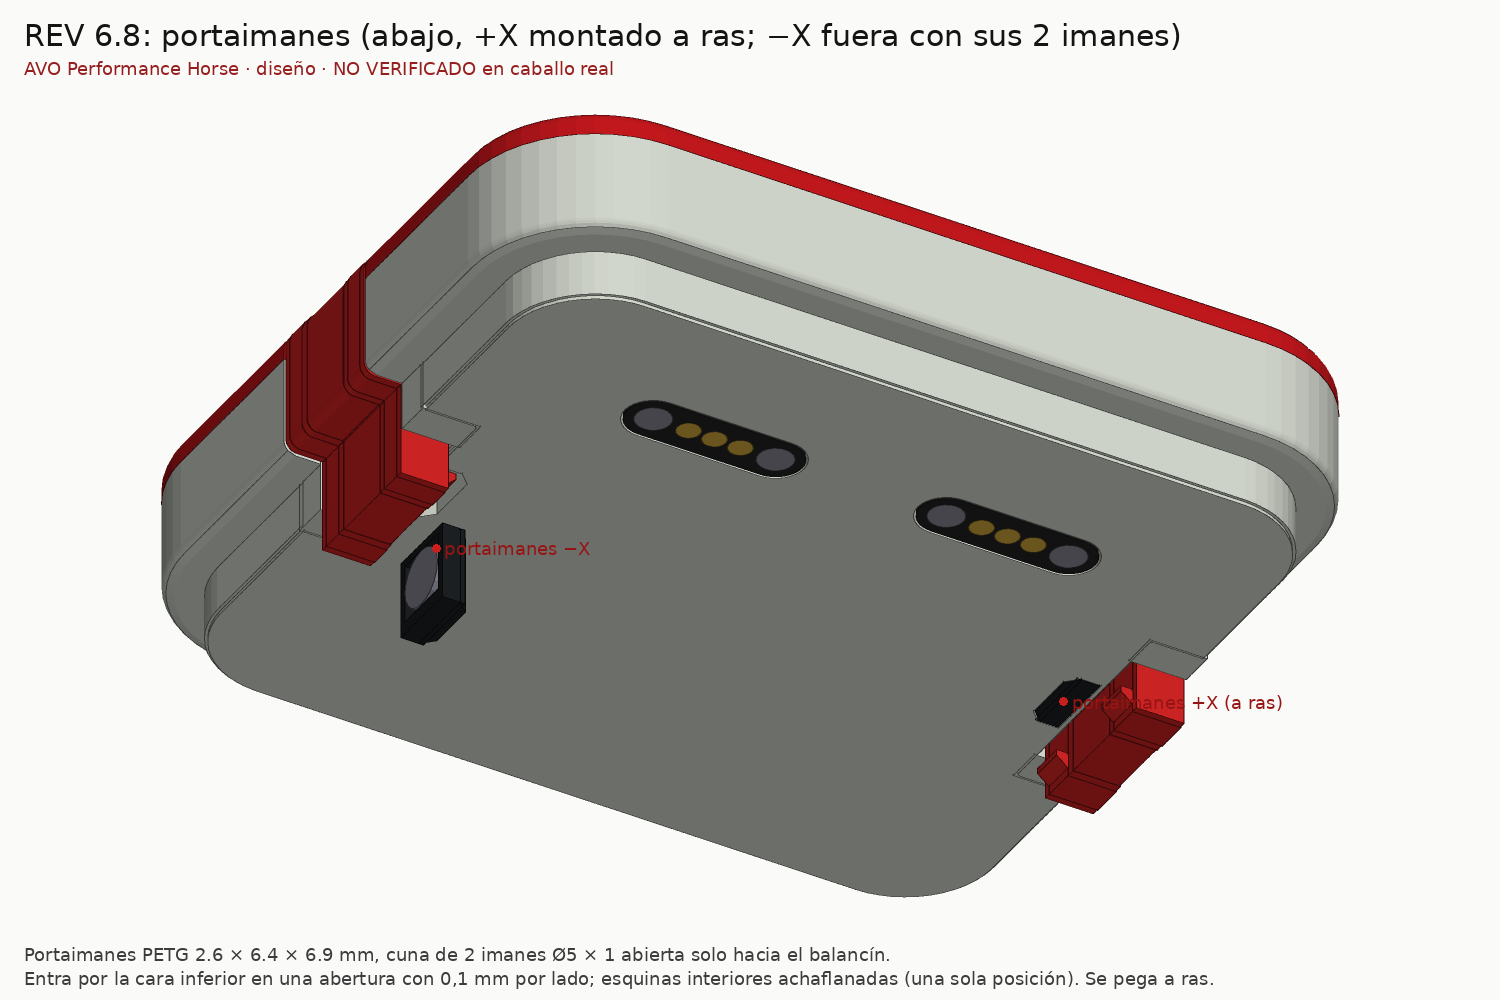 REV 6.8: portaimanes (abajo, +X montado a ras; −X fuera con sus 2 imanes)
AVO Performance Horse · diseño · NO VERIFICADO en caballo real
portaimanes −X
portaimanes +X (a ras)
Portaimanes PETG 2.6 × 6.4 × 6.9 mm, cuna de 2 imanes Ø5 × 1 abierta solo hacia el balancín.
Entra por la cara inferior en una abertura con 0,1 mm por lado; esquinas interiores achaflanadas (una sola posición). Se pega a ras.